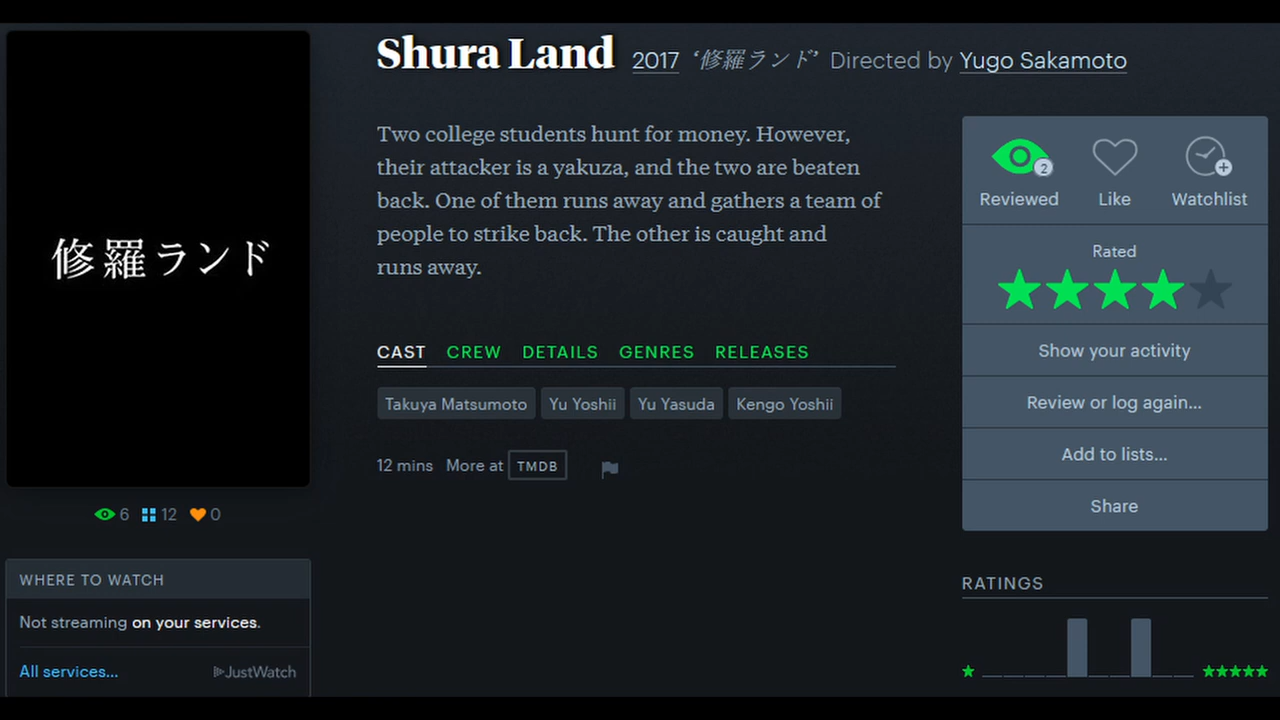 Shura Land 2017 ‘修羅ランド’ Directed by Yugo Sakamoto
修羅ランド
Two college students hunt for money. However,
their attacker is a yakuza, and the two are beaten
back. One of them runs away and gathers a team of
people to strike back. The other is caught and
runs away.
CAST CREW DETAILS GENRES RELEASES
Takuya Matsumoto Yu Yoshii Yu Yasuda Kengo Yoshii
12 mins More at TMDB
6 12 0
WHERE TO WATCH
Not streaming on your services.
All services... JustWatch
2
Reviewed Like Watchlist
Rated
Show your activity
Review or log again...
Add to lists...
Share
RATINGS